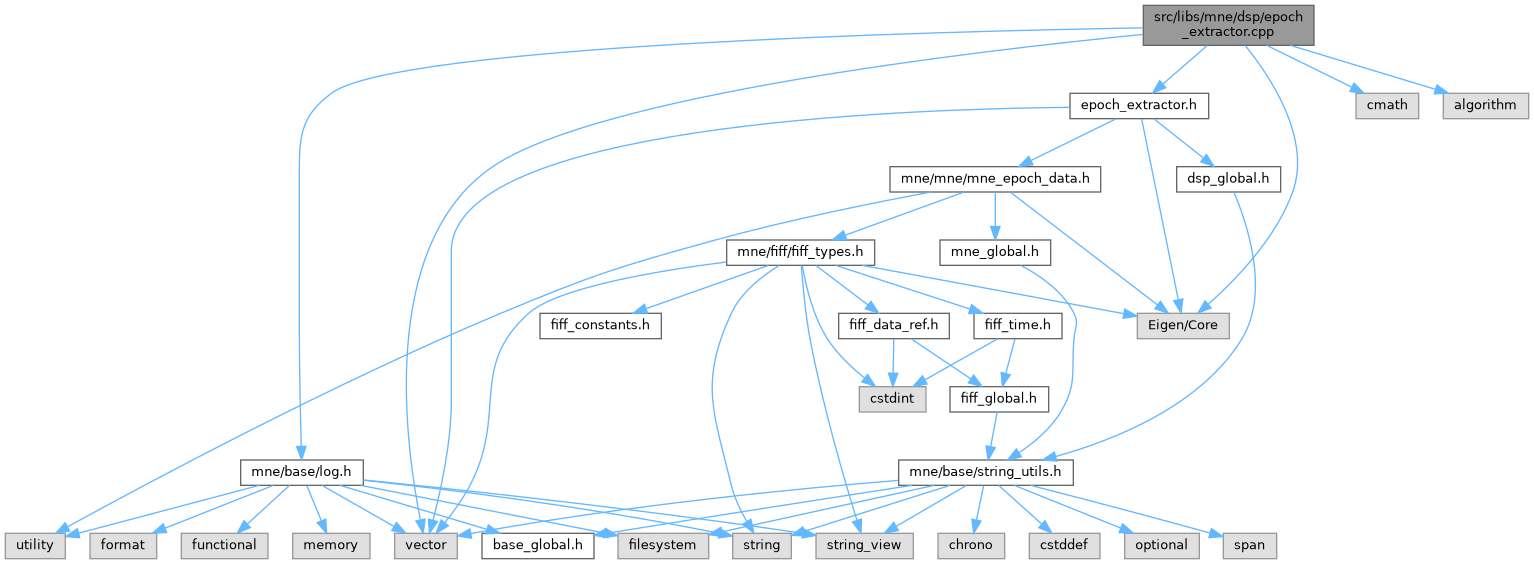 src/libs/mne/dsp/epoch
_extractor.cpp
epoch_extractor.h
cmath
algorithm
mne/mne/mne_epoch_data.h
dsp_global.h
mne/fiff/fiff_types.h
mne_global.h
fiff_constants.h
fiff_data_ref.h
fiff_time.h
Eigen/Core
cstdint
fiff_global.h
mne/base/log.h
mne/base/string_utils.h
utility
format
functional
memory
vector
base_global.h
filesystem
string
string_view
chrono
cstddef
optional
span